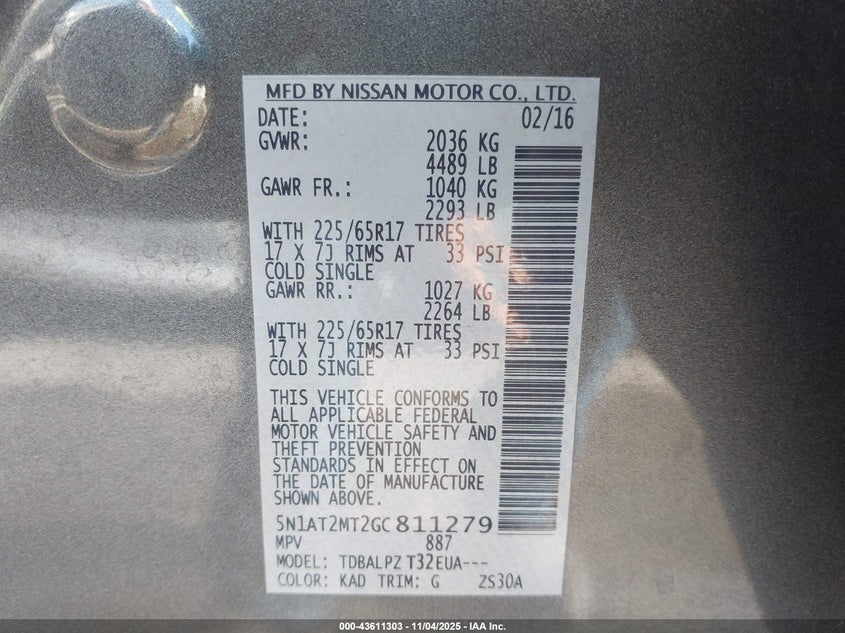 MFD BY NISSAN MOTOR CO., LTD.
DATE: 02/16
GVWR: 2036 KG
4489 LB
GAWR FR.: 1040 KG
2293 LB
WITH 225/65R17 TIRES
17 X 7J RIMS AT 33 PSI
COLD SINGLE
GAWR RR.: 1027 KG
2264 LB
WITH 225/65R17 TIRES
17 X 7J RIMS AT 33 PSI
COLD SINGLE
THIS VEHICLE CONFORMS TO
ALL APPLICABLE FEDERAL
MOTOR VEHICLE SAFETY AND
THEFT PREVENTION
STANDARDS IN EFFECT ON
THE DATE OF MANUFACTURE
SHOWN ABOVE.
5N1AT2MT2GC811279
MPV 887
MODEL: TDBALPZ T32EUA---
COLOR: KAD TRIM: G ZS30A
000-43611303 - 11/04/2025 - IAA Inc.